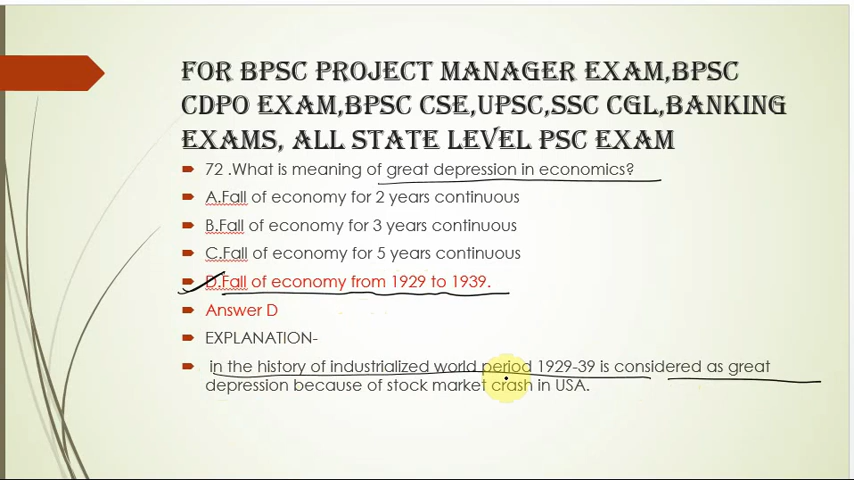 FOR BPSC PROJECT MANAGER EXAM,BPSC
CDPO EXAM,BPSC CSE,UPSC,SSC CGL,BANKING
EXAMS, ALL STATE LEVEL PSC EXAM
72 .What is meaning of great depression in economics?
A.Fall of economy for 2 years continuous
B.Fall of economy for 3 years continuous
C.Fall of economy for 5 years continuous
D.Fall of economy from 1929 to 1939.
Answer D
EXPLANATION-
in the history of industrialized world period 1929-39 is considered as great
depression because of stock market crash in USA.